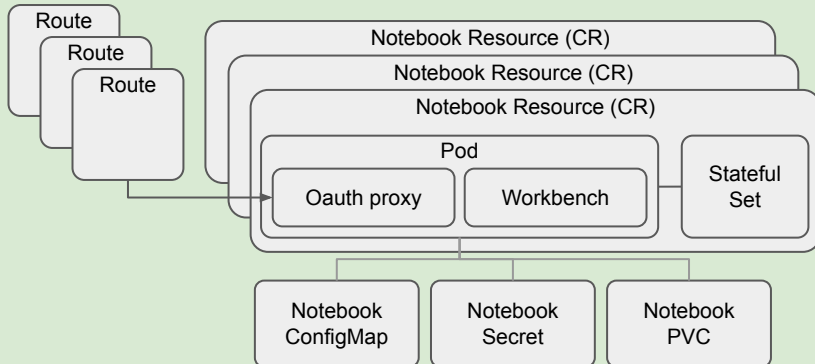 Route
Route
Route
Notebook Resource (CR)
Notebook Resource (CR)
Notebook Resource (CR)
Pod
Oauth proxy
Workbench
Stateful
Set
Notebook
ConfigMap
Notebook
Secret
Notebook
PVC